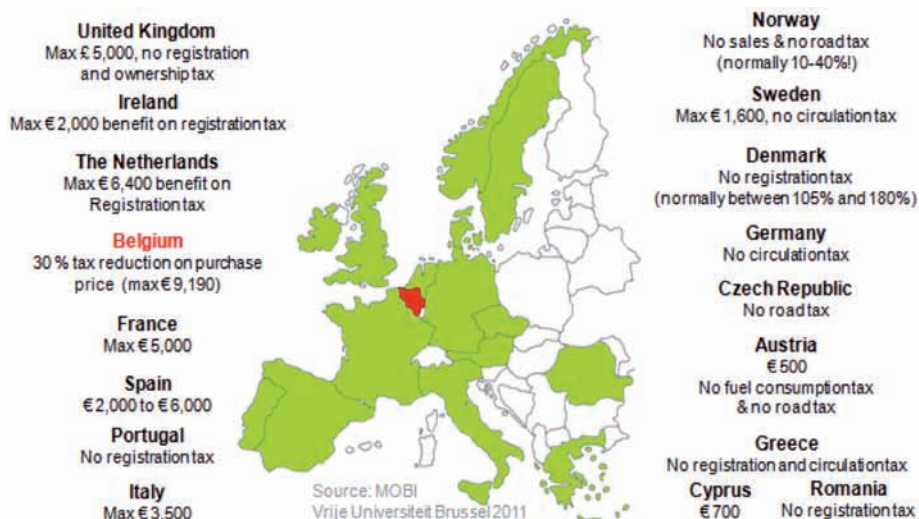 United Kingdom
Max £ 5,000, no registration
and ownership tax
Ireland
Max € 2,000 benefit on registration tax
The Netherlands
Max € 6,400 benefit on
Registration tax
Belgium
30 % tax reduction on purchase
price (max € 9,190)
France
Max € 5,000
Spain
€ 2,000 to € 6,000
Portugal
No registration tax
Italy
Max € 3,500
Source: MOBI
Vrije Universiteit Brussel 2011
Norway
No sales & no road tax
(normally 10-40%!)
Sweden
Max € 1,600, no circulation tax
Denmark
No registration tax
(normally between 105% and 180%)
Germany
No circulation tax
Czech Republic
No road tax
Austria
€ 500
No fuel consumption tax
& no road tax
Greece
No registration and circulation tax
Cyprus
€ 700
Romania
No registration tax